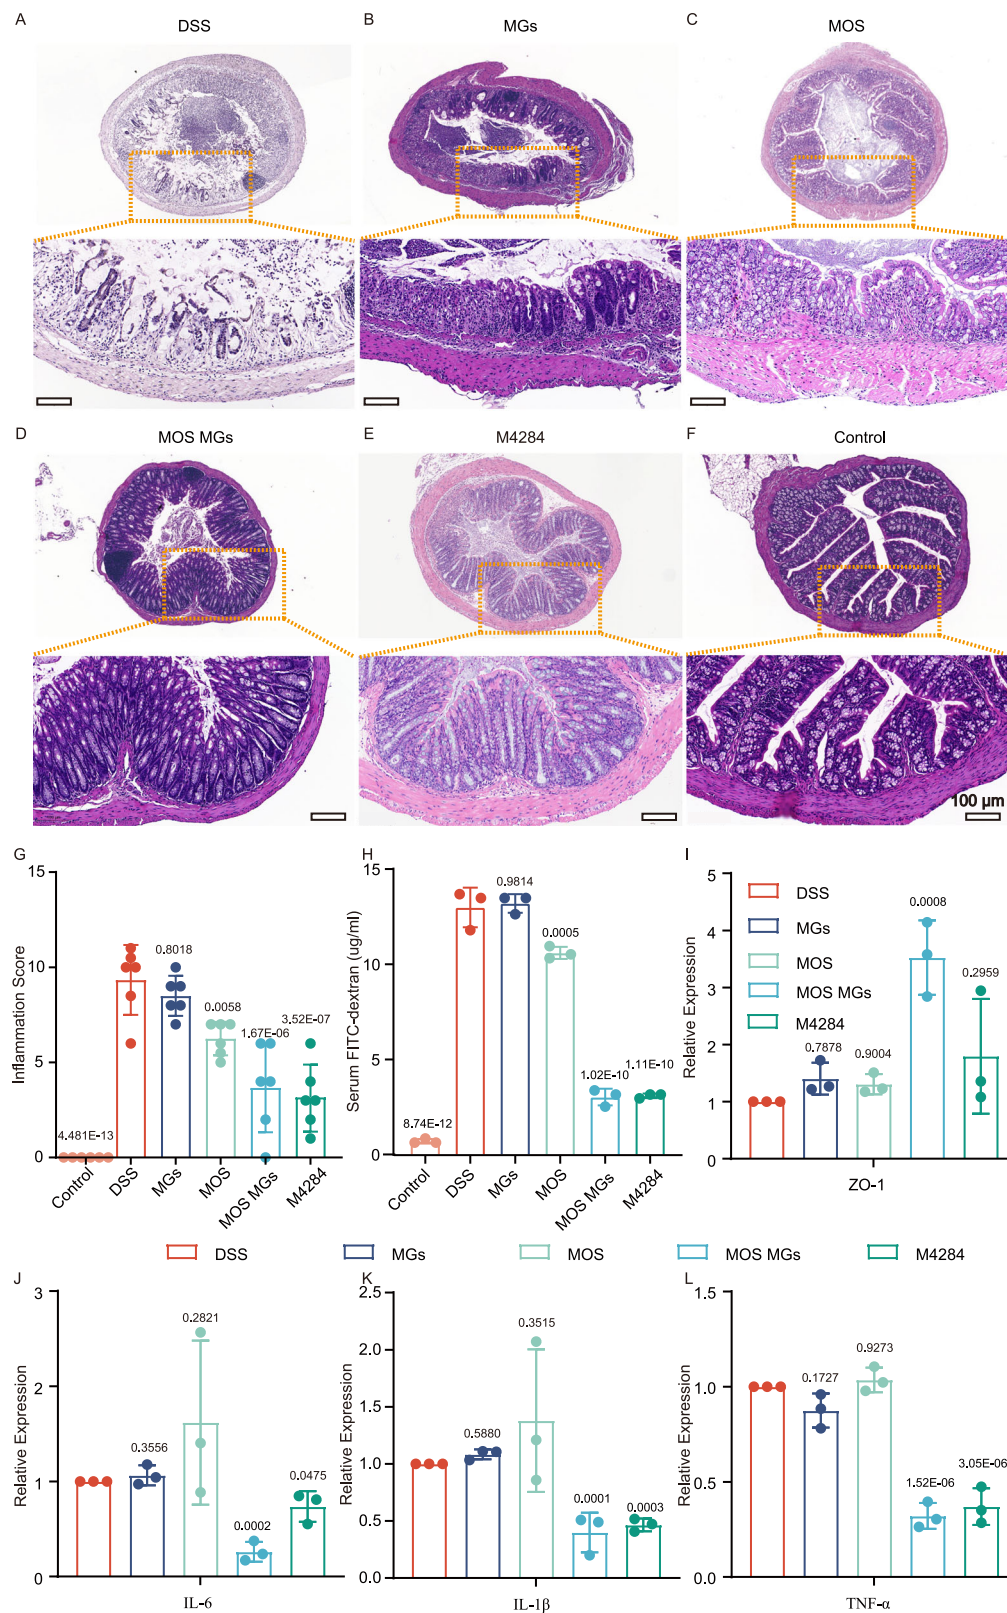 A
DSS
B
MGs
C
MOS
D
MOS MGs
E
M4284
F
Control
100 μm
G
Inflammation Score
15
10
5
0
4.481E-13
0.8018
0.0058
1.67E-06
3.52E-07
Control
DSS
MGs
MOS
MOS MGs
M4284
H
Serum FITC-dextran (ug/ml)
15
10
5
0
8.74E-12
0.9814
0.0005
1.02E-10
1.11E-10
Control
DSS
MGs
MOS
MOS MGs
M4284
I
Relative Expression
5
4
3
2
1
0
DSS
MGs
MOS
MOS MGs
M4284
0.7878
0.9004
0.0008
0.2959
ZO-1
DSS
MGs
MOS
MOS MGs
M4284
J
Relative Expression
3
2
1
0
0.3556
0.2821
0.0002
0.0475
IL-6
K
Relative Expression
2.5
2.0
1.5
1.0
0.5
0.0
0.5880
0.3515
0.0001
0.0003
IL-1β
L
Relative Expression
1.5
1.0
0.5
0.0
0.1727
0.9273
1.52E-06
3.05E-06
TNF-α